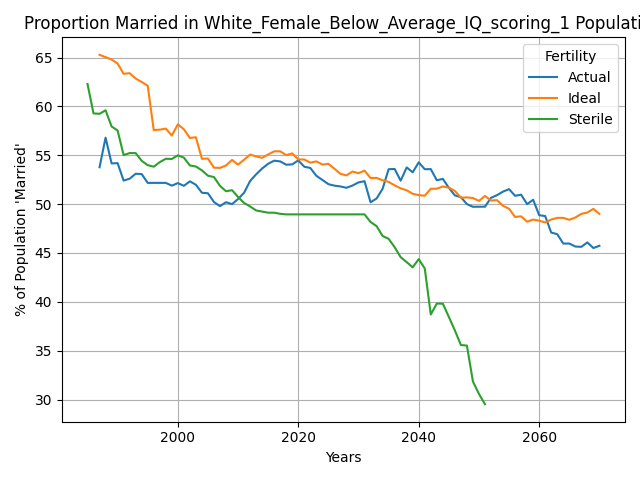 Proportion Married in White_Female_Below_Average_IQ_scoring_1 Populati
% of Population 'Married'
65
60
55
50
45
40
35
30
2000
2020
2040
2060
Years
Fertility
Actual
Ideal
Sterile